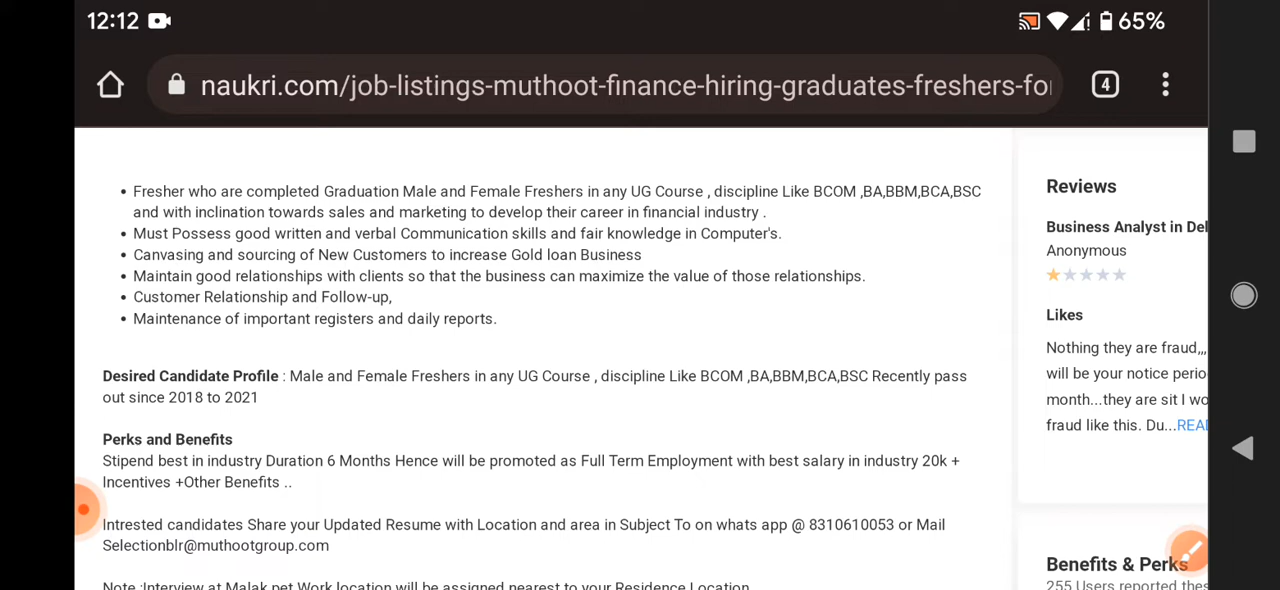 12:12
65%
naukri.com/job-listings-muthoot-finance-hiring-graduates-freshers-fo
4
Fresher who are completed Graduation Male and Female Freshers in any UG Course , discipline Like BCOM ,BA,BBM,BCA,BSC
and with inclination towards sales and marketing to develop their career in financial industry .
Must Possess good written and verbal Communication skills and fair knowledge in Computer's.
Canvasing and sourcing of New Customers to increase Gold loan Business
Maintain good relationships with clients so that the business can maximize the value of those relationships.
Customer Relationship and Follow-up,
Maintenance of important registers and daily reports.
Desired Candidate Profile : Male and Female Freshers in any UG Course , discipline Like BCOM ,BA,BBM,BCA,BSC Recently pass
out since 2018 to 2021
Perks and Benefits
Stipend best in industry Duration 6 Months Hence will be promoted as Full Term Employment with best salary in industry 20k +
Incentives +Other Benefits ..
Intrested candidates Share your Updated Resume with Location and area in Subject To on whats app @ 8310610053 or Mail
Selectionblr@muthootgroup.com
Note :Interview at Malak pet Work location will be assigned nearest to your Residence Location
Reviews
Business Analyst in Del
Anonymous
Likes
Nothing they are fraud,,,
will be your notice perio
month...they are sit I wo
fraud like this. Du...READ
Benefits & Perks
255 Users reported thes